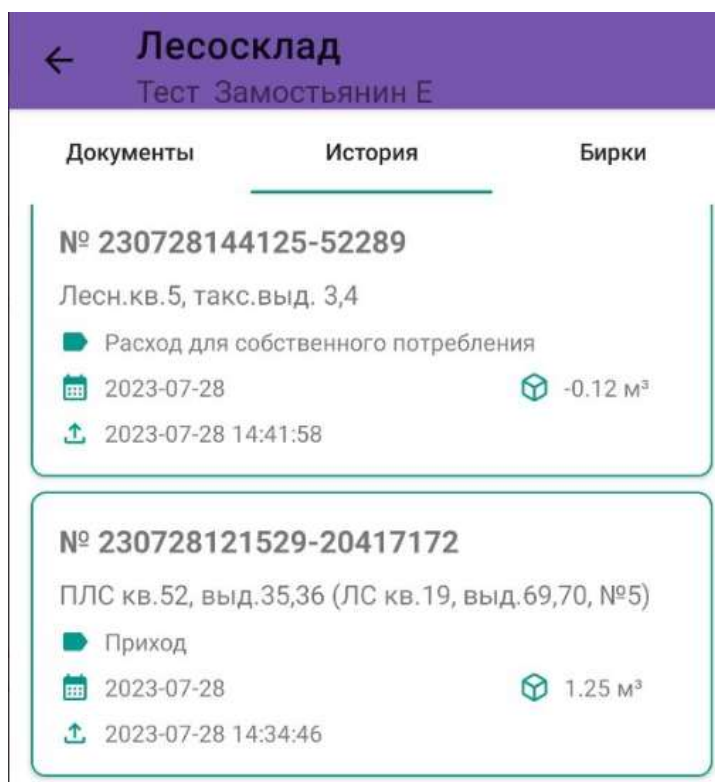 Лесосклад
Тест Замостьянин Е
Документы История Бирки
№ 230728144125-52289
Лесн.кв.5, такс.выд. 3,4
Расход для собственного потребления
2023-07-28 -0.12 м³
2023-07-28 14:41:58
№ 230728121529-20417172
ПЛС кв.52, выд.35,36 (ЛС кв.19, выд.69,70, №5)
Приход
2023-07-28 1.25 м³
2023-07-28 14:34:46